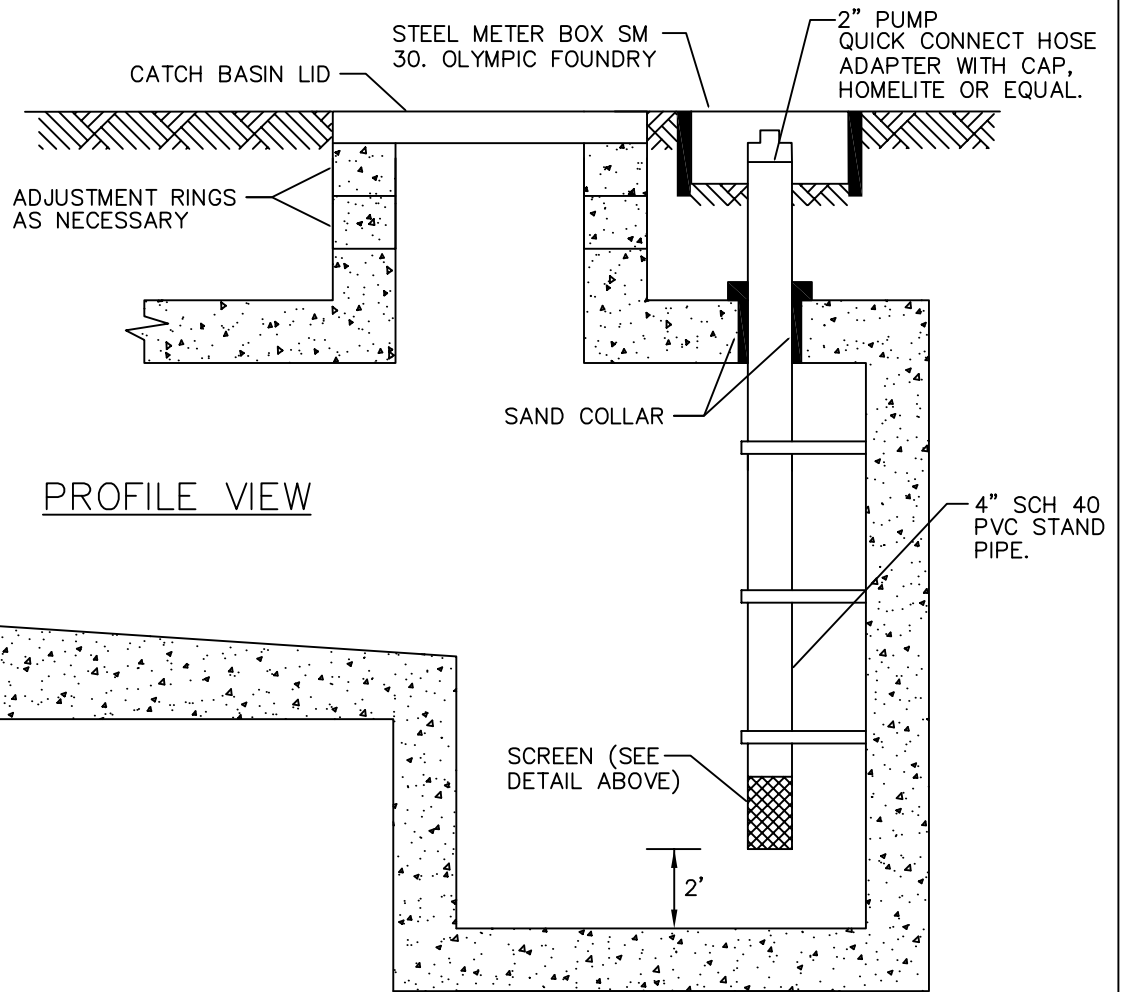 STEEL METER BOX SM
30. OLYMPIC FOUNDRY
2" PUMP
QUICK CONNECT HOSE
ADAPTER WITH CAP,
HOMELITE OR EQUAL.
CATCH BASIN LID
ADJUSTMENT RINGS
AS NECESSARY
SAND COLLAR
PROFILE VIEW
4" SCH 40
PVC STAND
PIPE.
SCREEN (SEE
DETAIL ABOVE)
2'